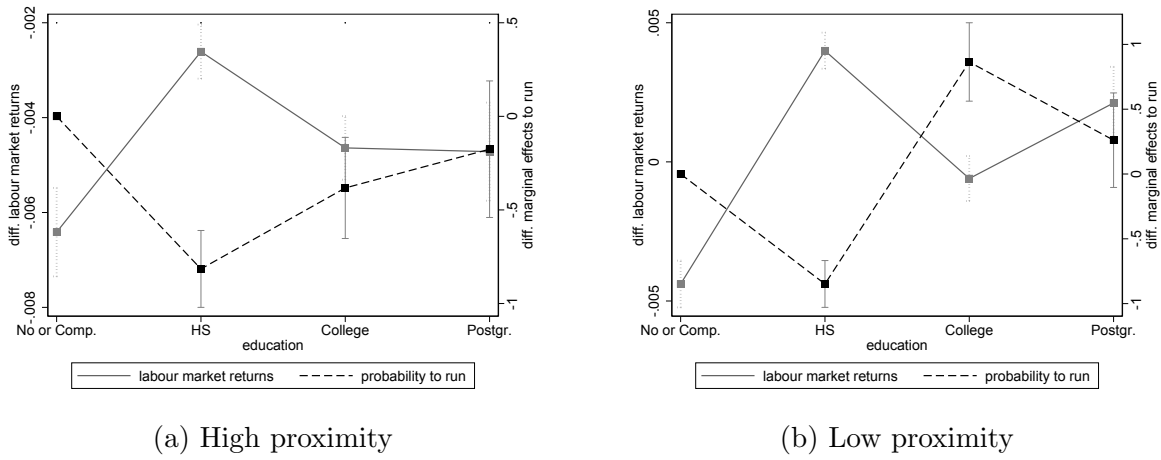 -.002
-.004
-.006
-.008
diff. labour market returns
.5
0
-.5
-1
diff. marginal effects to run
No or Comp. HS College Postgr.
education
labour market returns probability to run
(a) High proximity
.005
0
-.005
diff. labour market returns
1
.5
0
-.5
-1
diff. marginal effects to run
No or Comp. HS College Postgr.
education
labour market returns probability to run
(b) Low proximity